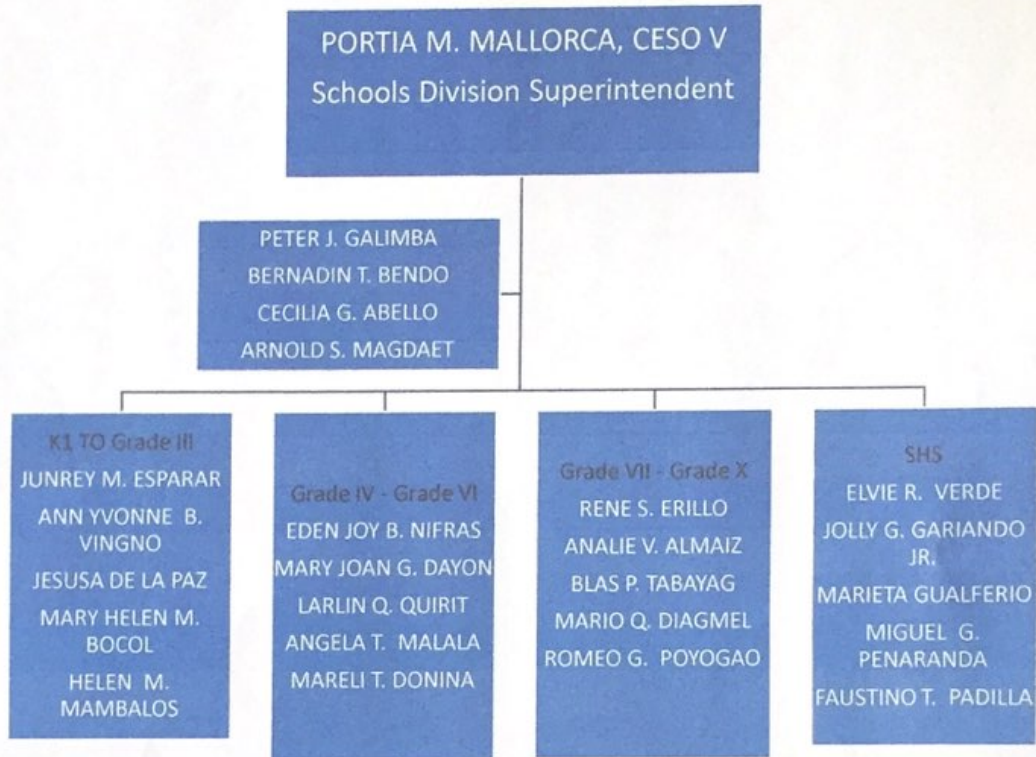 PORTIA M. MALLORCA, CESO V
Schools Division Superintendent
PETER J. GALIMBA
BERNADIN T. BENDO
CECILIA G. ABELLO
ARNOLD S. MAGDAET
K1 TO Grade III
JUNREY M. ESPARAR
ANN YVONNE B.
VINGNO
JESUSA DE LA PAZ
MARY HELEN M.
BOCOL
HELEN M.
MAMBALOS
Grade IV - Grade VI
EDEN JOY B. NIFRAS
MARY JOAN G. DAYON
LARLIN Q. QUIRIT
ANGELA T. MALALA
MARELI T. DONINA
Grade VII - Grade X
RENE S. ERILLO
ANALIE V. ALMAIZ
BLAS P. TABAYAG
MARIO Q. DIAGMEL
ROMEO G. POYOGAO
SHS
ELVIE R. VERDE
JOLLY G. GARIANDO
JR.
MARIETA GUALFERIO
MIGUEL G.
PENARANDA
FAUSTINO T. PADILLA